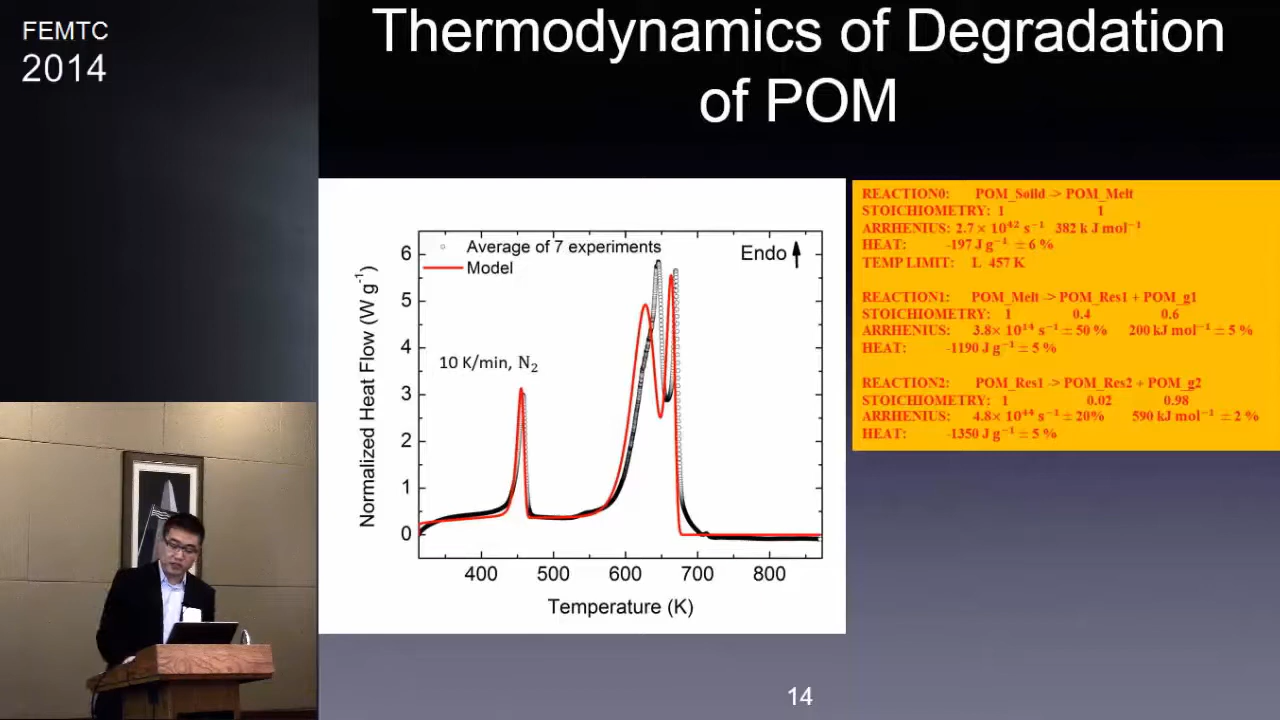 FEMTC
2014
Thermodynamics of Degradation
of POM
Average of 7 experiments
Model
Endo
10 K/min, N₂
Normalized Heat Flow (W g⁻¹)
6
5
4
3
2
1
0
400 500 600 700 800
Temperature (K)
REACTION0: POM_Soild -> POM_Melt
STOICHIOMETRY: 1 1
ARRHENIUS: 2.7 × 10⁴² s⁻¹ 382 k J mol⁻¹
HEAT: -197 J g⁻¹ ± 6 %
TEMP LIMIT: L 457 K
REACTION1: POM_Melt -> POM_Res1 + POM_g1
STOICHIOMETRY: 1 0.4 0.6
ARRHENIUS: 3.8× 10¹⁴ s⁻¹ ± 50 % 200 kJ mol⁻¹ ± 5 %
HEAT: -1190 J g⁻¹ ± 5 %
REACTION2: POM_Res1 -> POM_Res2 + POM_g2
STOICHIOMETRY: 1 0.02 0.98
ARRHENIUS: 4.8× 10⁴⁴ s⁻¹ ± 20% 590 kJ mol⁻¹ ± 2 %
HEAT: -1350 J g⁻¹ ± 5 %
14